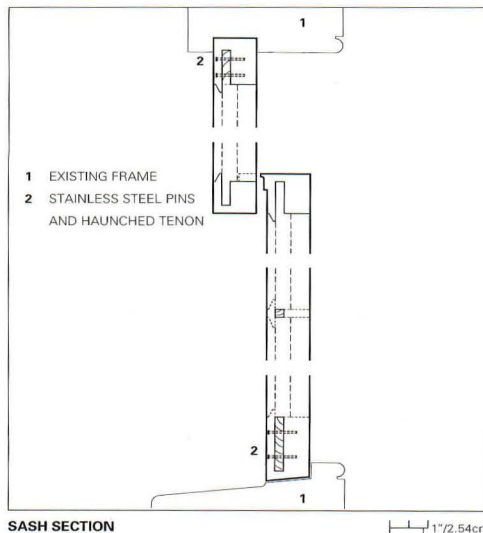 1
2
1 EXISTING FRAME
2 STAINLESS STEEL PINS
AND HAUNCHED TENON
2
1
SASH SECTION
1"/2.54cm